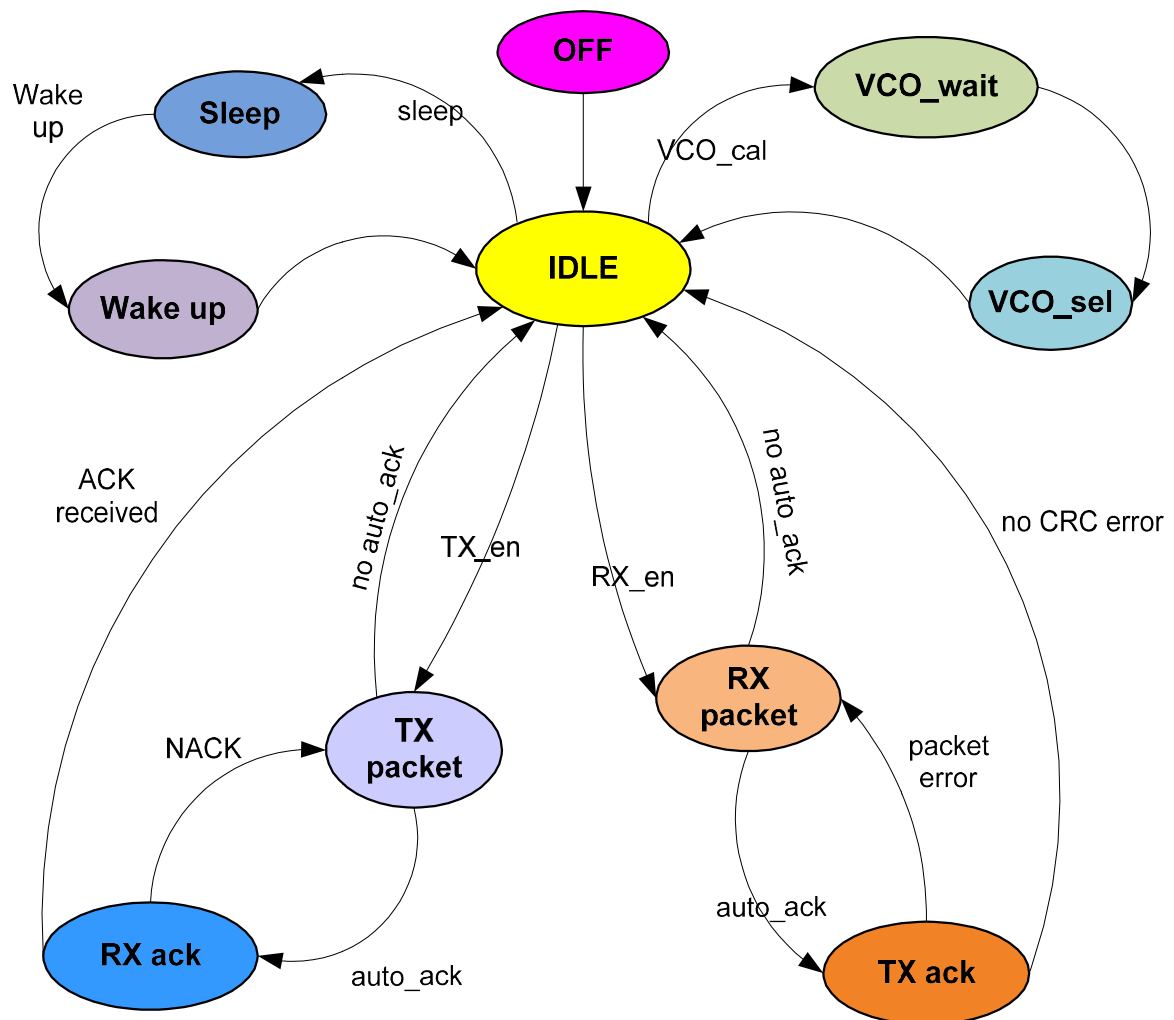 OFF
VCO_wait
Wake
up
Sleep
sleep
VCO_cal
IDLE
Wake up
VCO_sel
ACK
received
no auto_ack
TX_en
RX_en
no auto_ack
no CRC error
RX
packet
TX
packet
NACK
packet
error
auto_ack
RX ack
auto_ack
TX ack